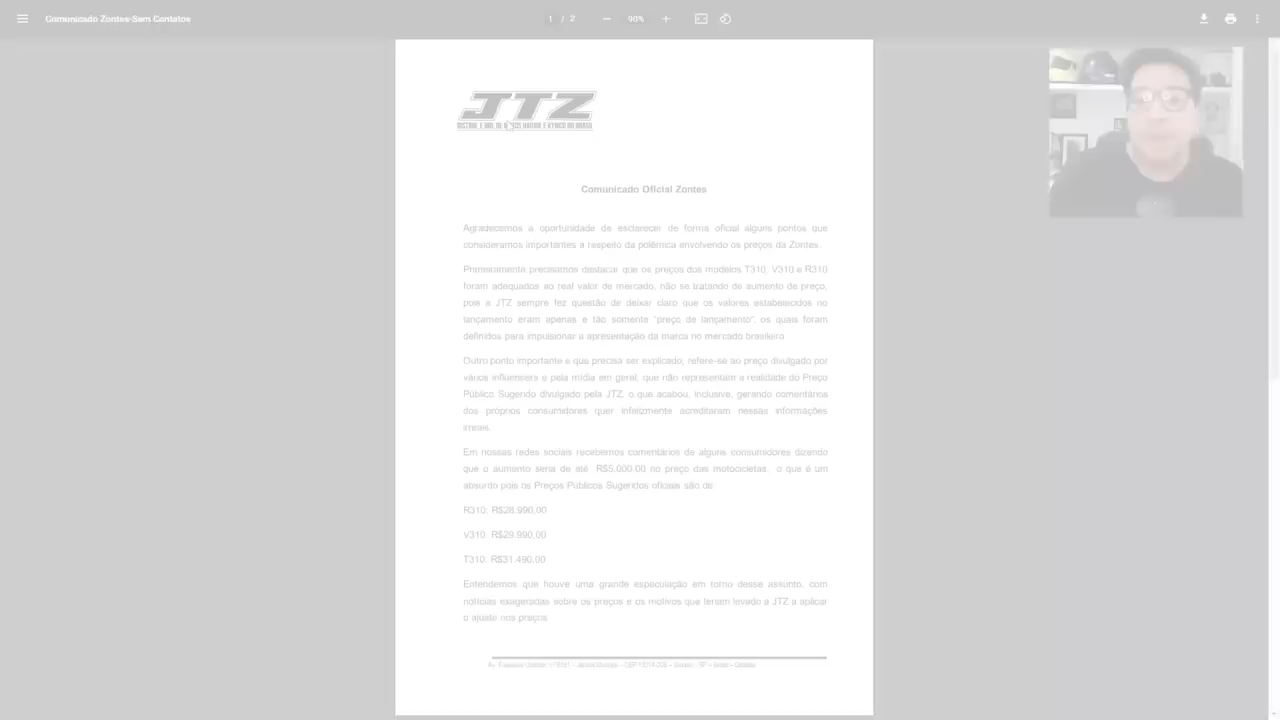 Comunicado Zontes-Sem Contatos
1 / 2
90%
JTZ
Comunicado Oficial Zontes
Agradecemos a oportunidade de esclarecer de forma oficial alguns pontos que
consideramos importantes a respeito da polêmica envolvendo os preços da Zontes.
Primeiramente precisamos destacar que os preços dos modelos T310, V310 e R310
foram adequados ao real valor de mercado, não se tratando de aumento de preço,
pois a JTZ sempre fez questão de deixar claro que os valores estabelecidos no
lançamento eram apenas e tão somente "preço de lançamento", os quais foram
definidos para impulsionar a apresentação da marca no mercado brasileiro
Outro ponto importante e que precisa ser explicado, refere-se ao preço divulgado por
vários influensers e pela mídia em geral, que não representam a realidade do Preço
Público Sugerido divulgado pela JTZ, o que acabou, inclusive, gerando comentários
dos próprios consumidores quer infelizmente acreditaram nessas informações
irreais.
Em nossas redes sociais recebemos comentários de alguns consumidores dizendo
que o aumento seria de até R$5.000,00 no preço das motocicletas, o que é um
absurdo pois os Preços Públicos Sugeridos oficiais são de
R310: R$28.990,00
V310: R$29.990,00
T310: R$31.490,00
Entendemos que houve uma grande especulação em torno desse assunto, com
notícias exageradas sobre os preços e os motivos que teriam levado a JTZ a aplicar
o ajuste nos preços